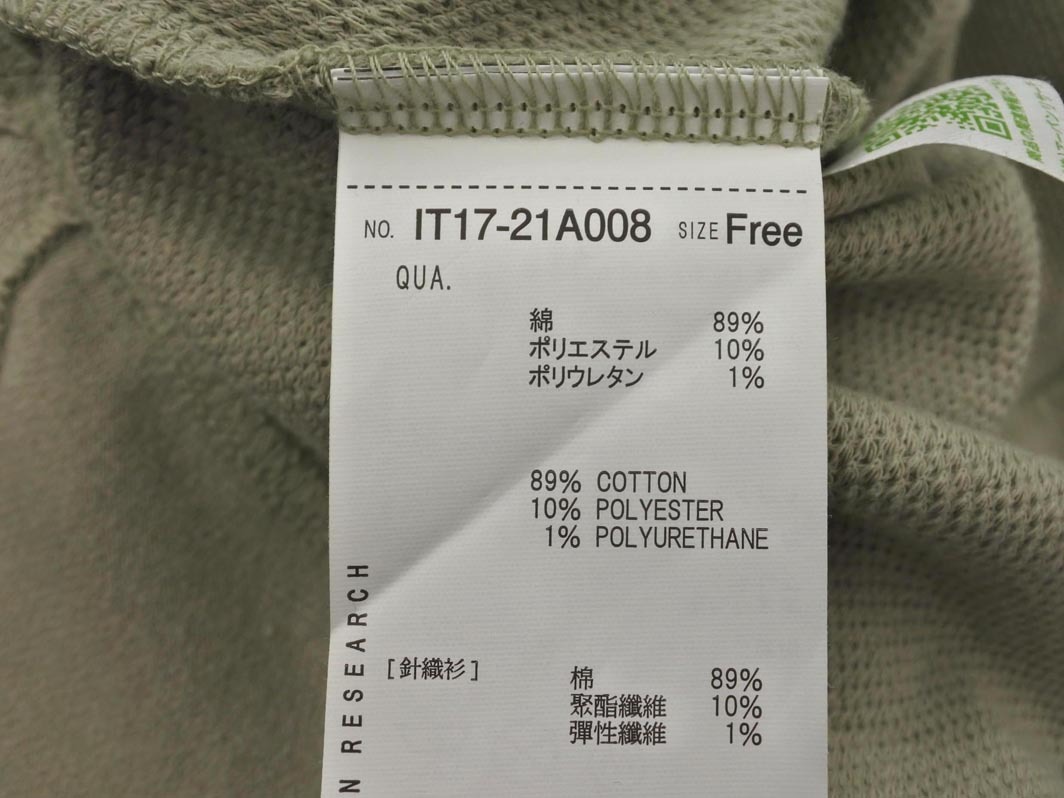 NO. IT17-21A008 SIZE Free
QUA.
綿 89%
ポリエステル 10%
ポリウレタン 1%
89% COTTON
10% POLYESTER
1% POLYURETHANE
[針織衫]
棉 89%
聚酯纖維 10%
彈性纖維 1%
N RESEARCH